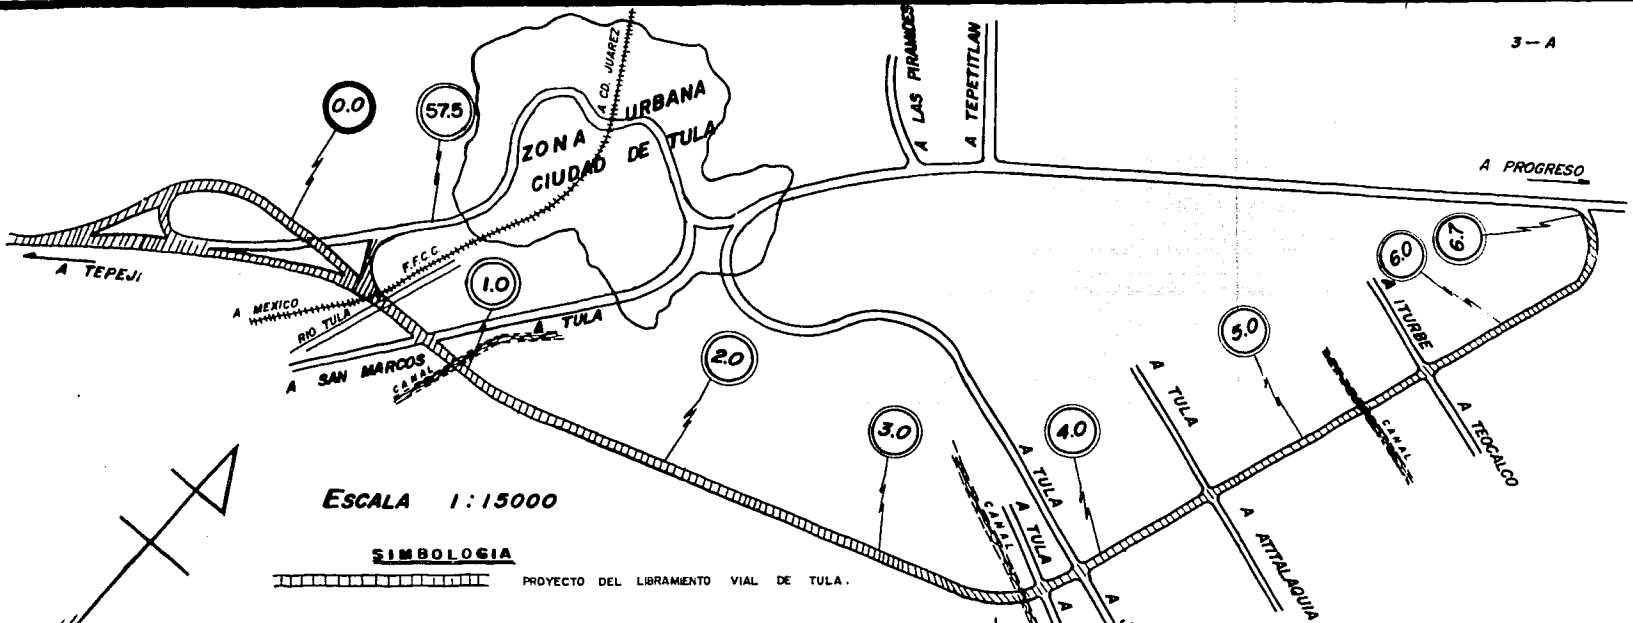 3-A
0.0
57.5
A CD. JUAREZ
ZONA URBANA
CIUDAD DE TULA
A LAS PIRAMIDES
A TEPETITLAN
A PROGRESO
6.7
6.0
A TEPEJI
F.F.C.C.
1.0
A MEXICO
RIO TULA
A TULA
A SAN MARCOS
CANAL
2.0
5.0
A ITURBE
A TULA
3.0
4.0
CANAL
A TEOCALCO
A TULA
A TULA
CANAL
A ATITALAQUIA
A
A
ESCALA 1:15000
SIMBOLOGIA
PROYECTO DEL LIBRAMIENTO VIAL DE TULA.